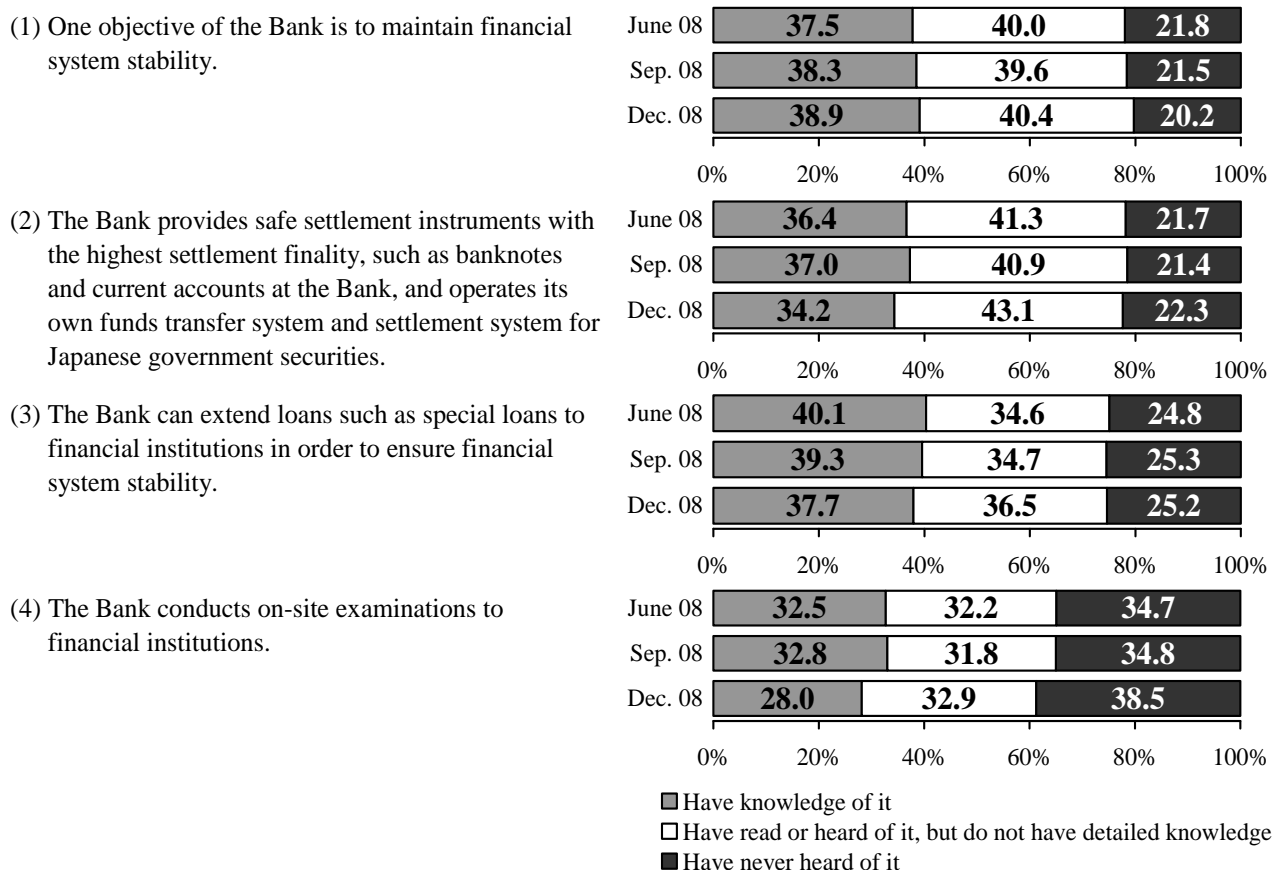 (1) One objective of the Bank is to maintain financial
system stability.
June 08 37.5 40.0 21.8
Sep. 08 38.3 39.6 21.5
Dec. 08 38.9 40.4 20.2
0% 20% 40% 60% 80% 100%
(2) The Bank provides safe settlement instruments with
the highest settlement finality, such as banknotes
and current accounts at the Bank, and operates its
own funds transfer system and settlement system for
Japanese government securities.
June 08 36.4 41.3 21.7
Sep. 08 37.0 40.9 21.4
Dec. 08 34.2 43.1 22.3
0% 20% 40% 60% 80% 100%
(3) The Bank can extend loans such as special loans to
financial institutions in order to ensure financial
system stability.
June 08 40.1 34.6 24.8
Sep. 08 39.3 34.7 25.3
Dec. 08 37.7 36.5 25.2
0% 20% 40% 60% 80% 100%
(4) The Bank conducts on-site examinations to
financial institutions.
June 08 32.5 32.2 34.7
Sep. 08 32.8 31.8 34.8
Dec. 08 28.0 32.9 38.5
0% 20% 40% 60% 80% 100%
Have knowledge of it
Have read or heard of it, but do not have detailed knowledge
Have never heard of it